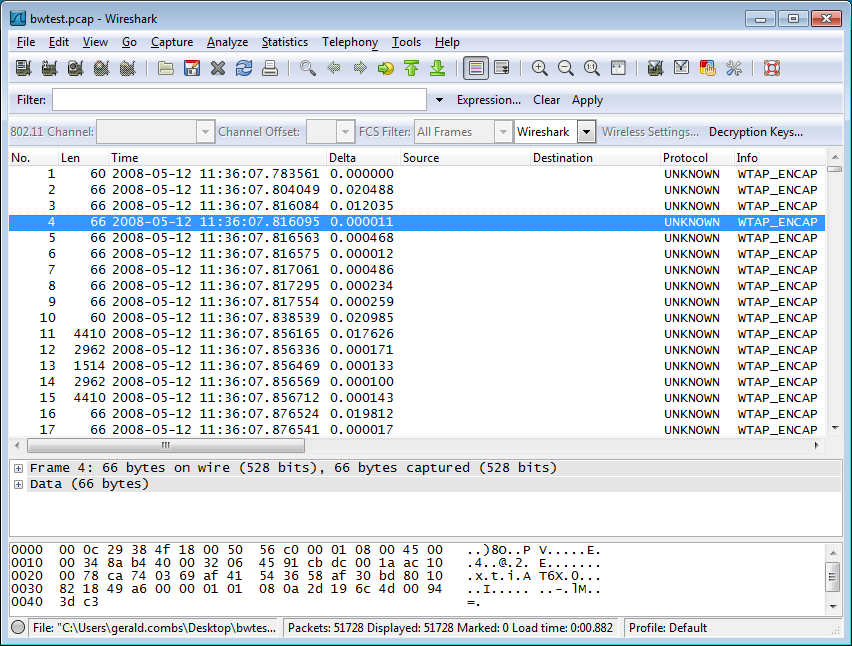 bwtest.pcap - Wireshark
File Edit View Go Capture Analyze Statistics Telephony Tools Help
Filter: Expression... Clear Apply
802.11 Channel: Channel Offset: FCS Filter: All Frames Wireshark Wireless Settings... Decryption Keys...
No. Len Time Delta Source Destination Protocol Info
1 60 2008-05-12 11:36:07.783561 0.000000 UNKNOWN WTAP_ENCAP
2 66 2008-05-12 11:36:07.804049 0.020488 UNKNOWN WTAP_ENCAP
3 66 2008-05-12 11:36:07.816084 0.012035 UNKNOWN WTAP_ENCAP
4 66 2008-05-12 11:36:07.816095 0.000011 UNKNOWN WTAP_ENCAP
5 66 2008-05-12 11:36:07.816563 0.000468 UNKNOWN WTAP_ENCAP
6 66 2008-05-12 11:36:07.816575 0.000012 UNKNOWN WTAP_ENCAP
7 66 2008-05-12 11:36:07.817061 0.000486 UNKNOWN WTAP_ENCAP
8 66 2008-05-12 11:36:07.817295 0.000234 UNKNOWN WTAP_ENCAP
9 66 2008-05-12 11:36:07.817554 0.000259 UNKNOWN WTAP_ENCAP
10 60 2008-05-12 11:36:07.838539 0.020985 UNKNOWN WTAP_ENCAP
11 4410 2008-05-12 11:36:07.856165 0.017626 UNKNOWN WTAP_ENCAP
12 2962 2008-05-12 11:36:07.856336 0.000171 UNKNOWN WTAP_ENCAP
13 1514 2008-05-12 11:36:07.856469 0.000133 UNKNOWN WTAP_ENCAP
14 2962 2008-05-12 11:36:07.856569 0.000100 UNKNOWN WTAP_ENCAP
15 4410 2008-05-12 11:36:07.856712 0.000143 UNKNOWN WTAP_ENCAP
16 66 2008-05-12 11:36:07.876524 0.019812 UNKNOWN WTAP_ENCAP
17 66 2008-05-12 11:36:07.876541 0.000017 UNKNOWN WTAP_ENCAP
Frame 4: 66 bytes on wire (528 bits), 66 bytes captured (528 bits)
Data (66 bytes)
0000 00 0c 29 38 4f 18 00 50 56 c0 00 01 08 00 45 00 ..)8O..P V.....E.
0010 00 34 8a b4 40 00 32 06 45 91 cb dc 00 1a ac 10 .4..@.2. E.......
0020 00 78 ca 74 03 69 af 41 54 36 58 af 30 bd 80 10 .x.t.i.A T6X.0...
0030 82 18 49 a6 00 00 01 01 08 0a 2d 19 6c 4d 00 94 ..I..... ..-.lM..
0040 3d c3 =.
File: "C:\Users\gerald.combs\Desktop\bwtes... Packets: 51728 Displayed: 51728 Marked: 0 Load time: 0:00.882 Profile: Default